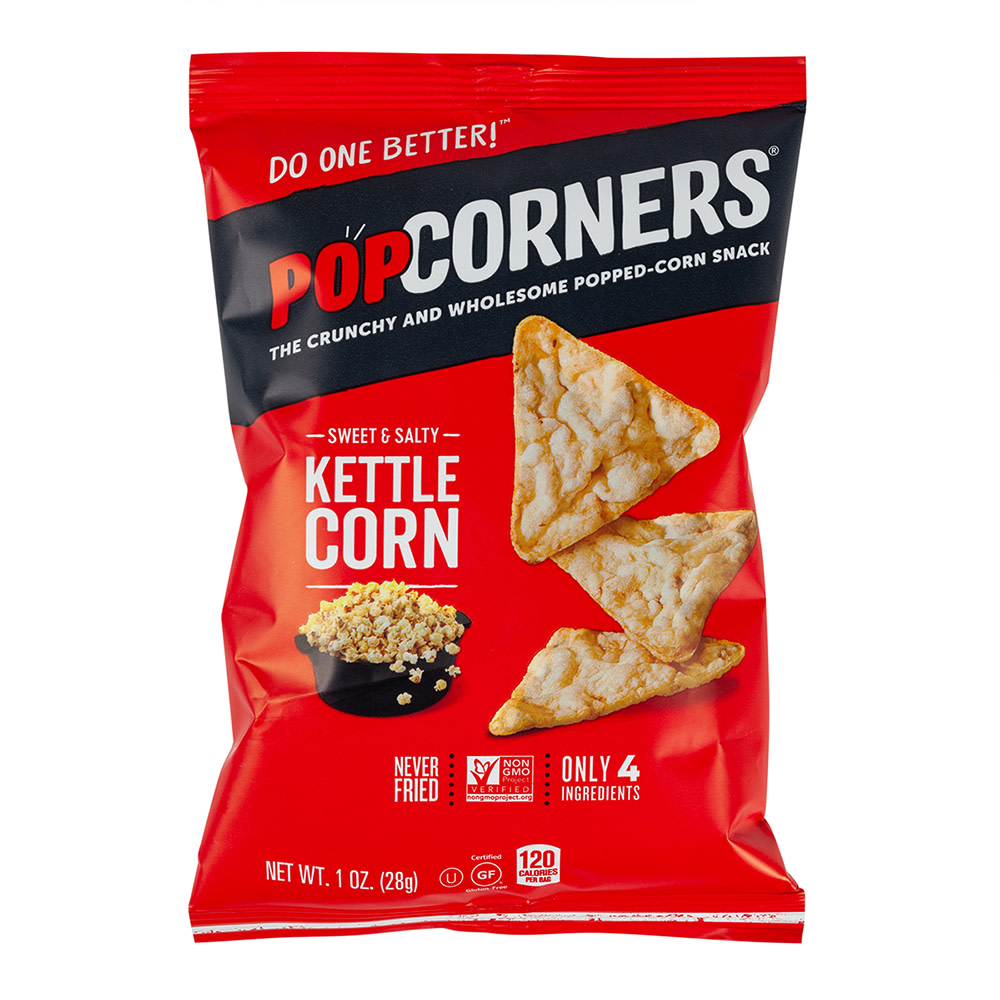 DO ONE BETTER!™
POPCORNERS®
THE CRUNCHY AND WHOLESOME POPPED-CORN SNACK
SWEET & SALTY
KETTLE
CORN
NEVER
FRIED
NON
GMO
Project
VERIFIED
nongmoproject.org
ONLY 4
INGREDIENTS
NET WT. 1 OZ. (28g)
U
Certified
GF
Gluten-Free
120
CALORIES
PER BAG